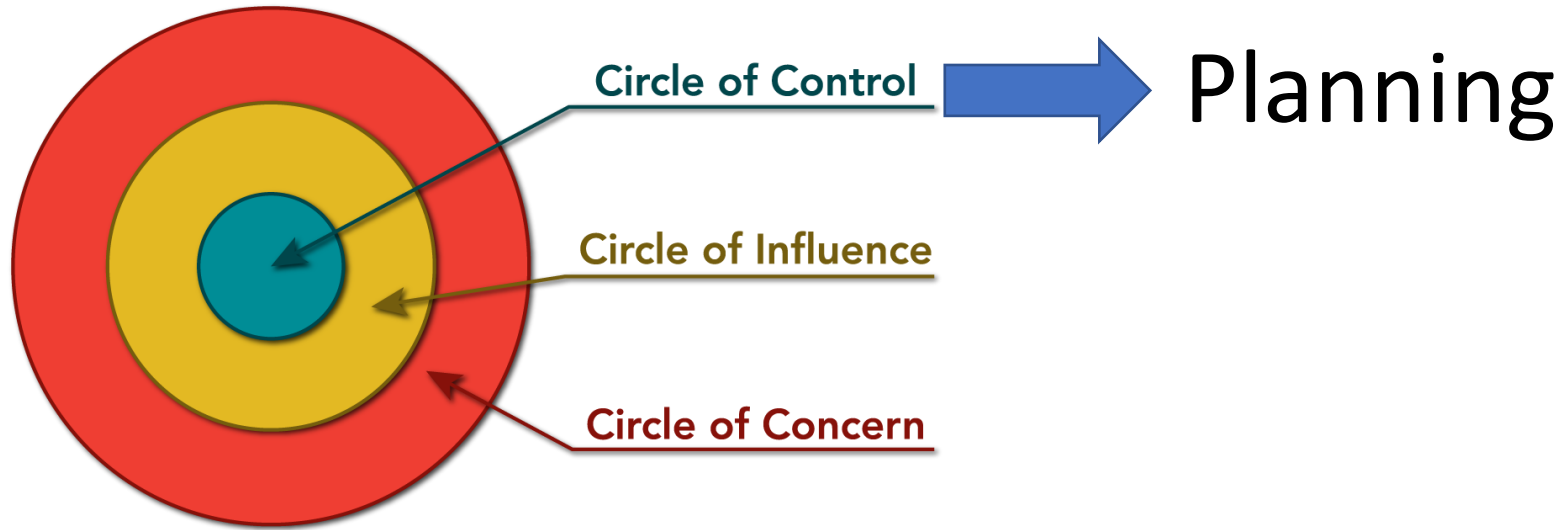 Circle of Control
Planning
Circle of Influence
Circle of Concern